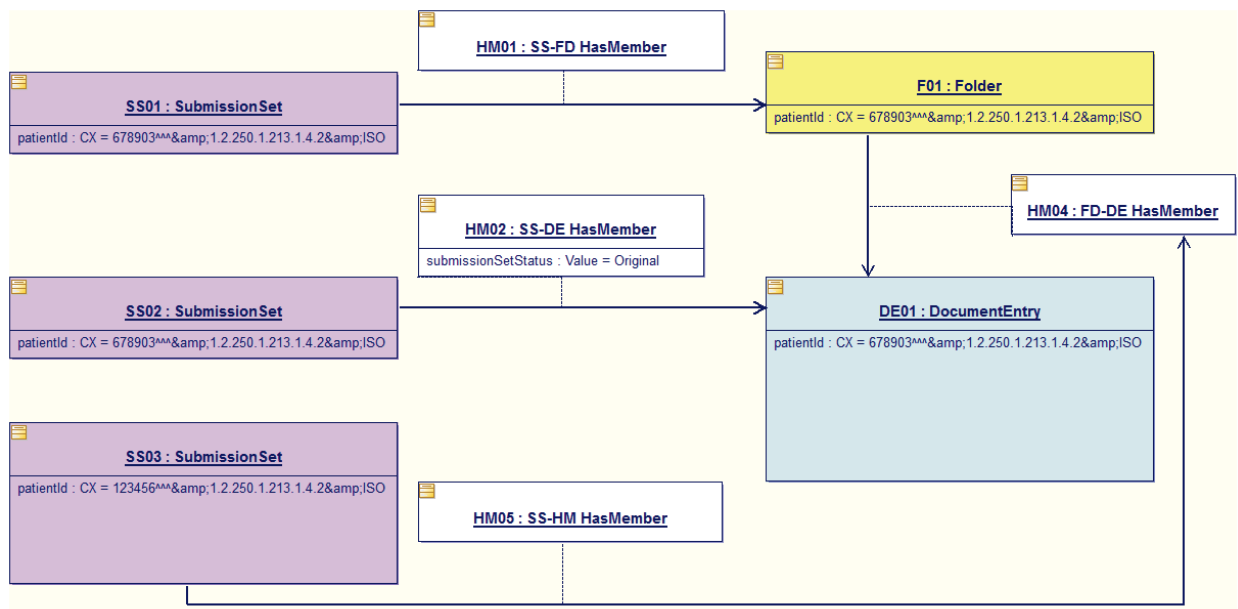 HM01 : SS-FD HasMember
SS01 : SubmissionSet
patientId : CX = 678903^^^&amp;1.2.250.1.213.1.4.2&amp;ISO
F01 : Folder
patientId : CX = 678903^^^&amp;1.2.250.1.213.1.4.2&amp;ISO
HM04 : FD-DE HasMember
HM02 : SS-DE HasMember
submissionSetStatus : Value = Original
SS02 : SubmissionSet
patientId : CX = 678903^^^&amp;1.2.250.1.213.1.4.2&amp;ISO
DE01 : DocumentEntry
patientId : CX = 678903^^^&amp;1.2.250.1.213.1.4.2&amp;ISO
SS03 : SubmissionSet
patientId : CX = 123456^^^&amp;1.2.250.1.213.1.4.2&amp;ISO
HM05 : SS-HM HasMember